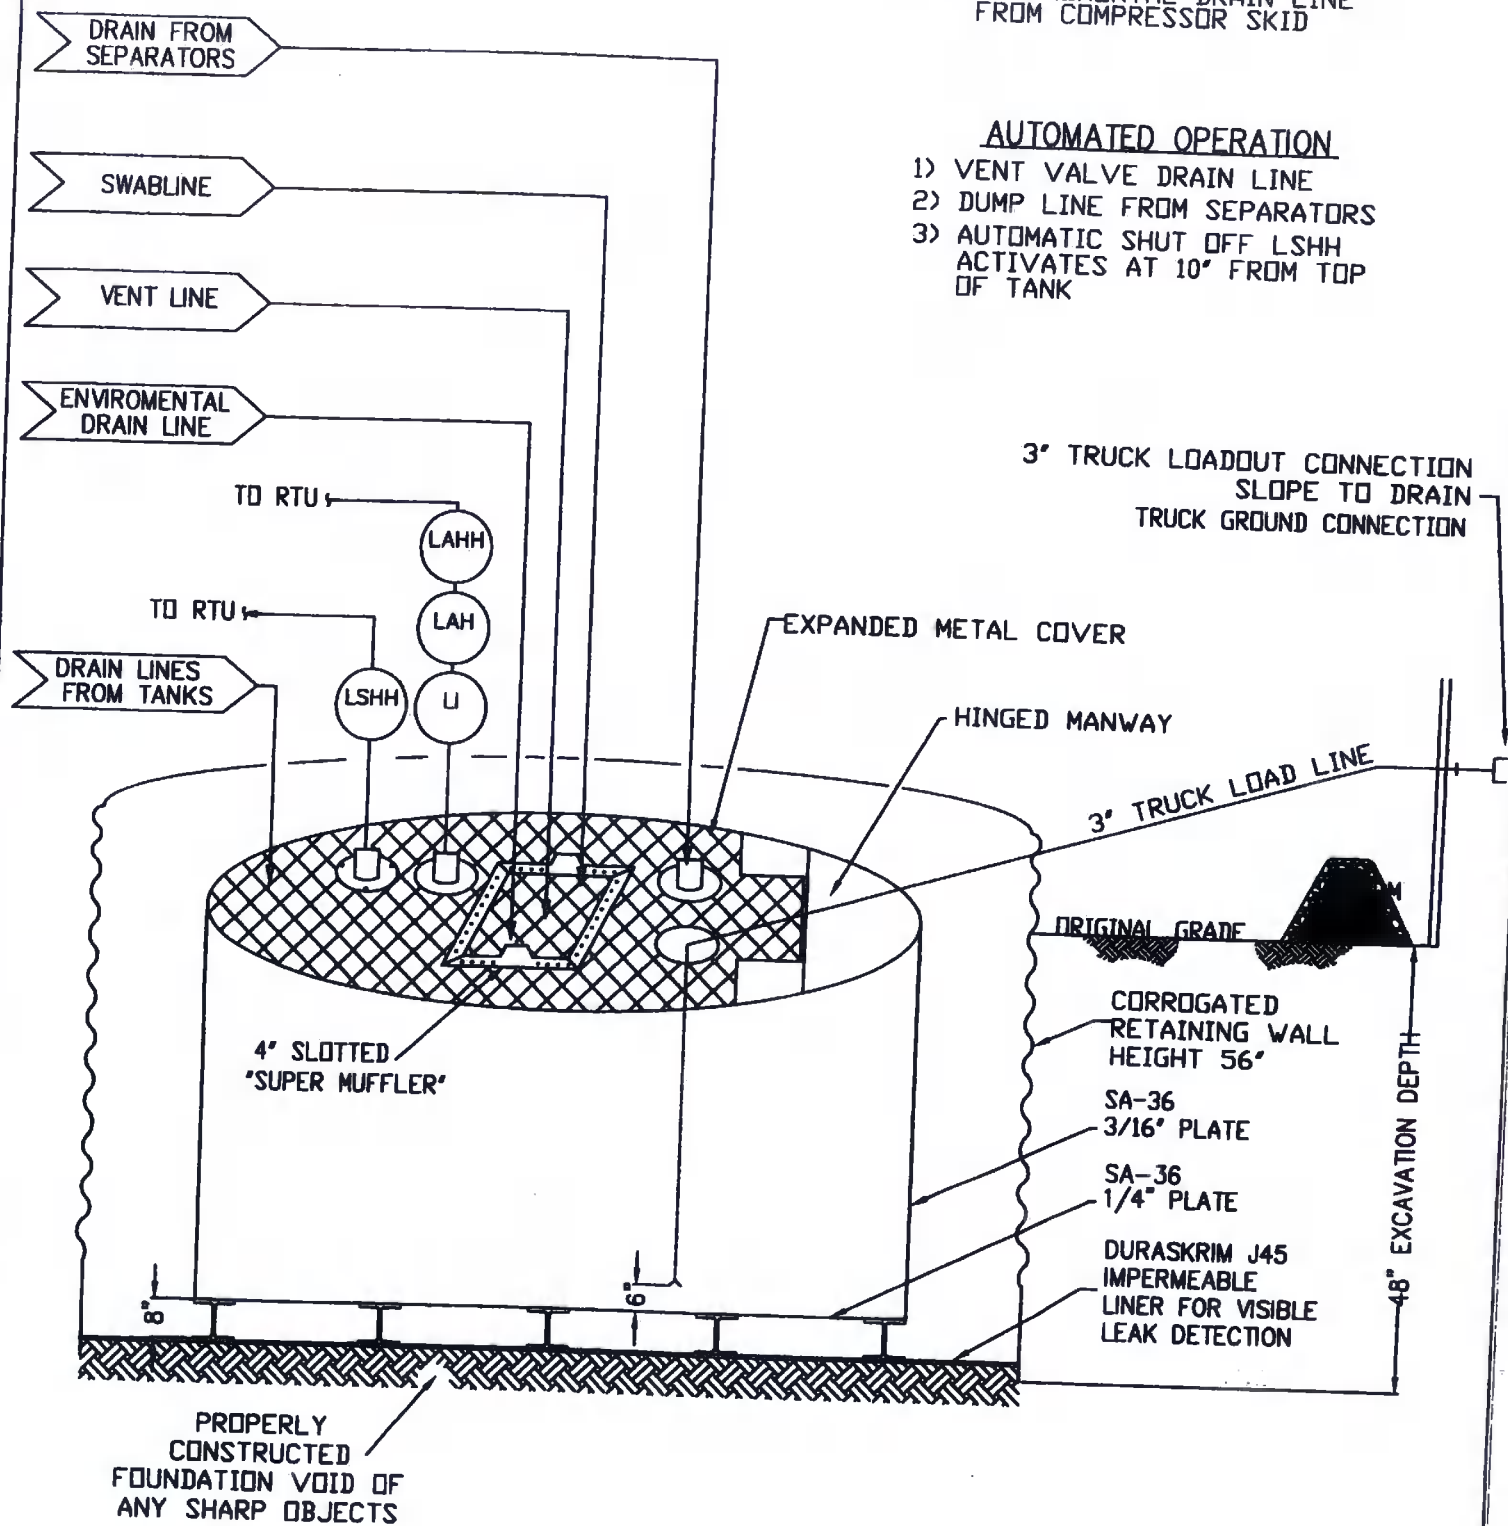 DRAIN LINE
FROM COMPRESSOR SKID
DRAIN FROM
SEPARATORS
AUTOMATED OPERATION
1) VENT VALVE DRAIN LINE
2) DUMP LINE FROM SEPARATORS
3) AUTOMATIC SHUT OFF LSHH
ACTIVATES AT 10" FROM TOP
OF TANK
SWABLINE
VENT LINE
ENVIROMENTAL
DRAIN LINE
3" TRUCK LOADOUT CONNECTION
SLOPE TO DRAIN
TRUCK GROUND CONNECTION
TO RTU
LAHH
TO RTU
LAH
EXPANDED METAL COVER
DRAIN LINES
FROM TANKS
LSHH
LI
HINGED MANWAY
3" TRUCK LOAD LINE
ORIGINAL GRADE
M
4" SLOTTED
"SUPER MUFFLER"
CORROGATED
RETAINING WALL
HEIGHT 56"
SA-36
3/16" PLATE
SA-36
1/4" PLATE
48" EXCAVATION DEPTH
DURASKRIM J45
IMPERMEABLE
LINER FOR VISIBLE
LEAK DETECTION
8"
6"
PROPERLY
CONSTRUCTED
FOUNDATION VOID OF
ANY SHARP OBJECTS